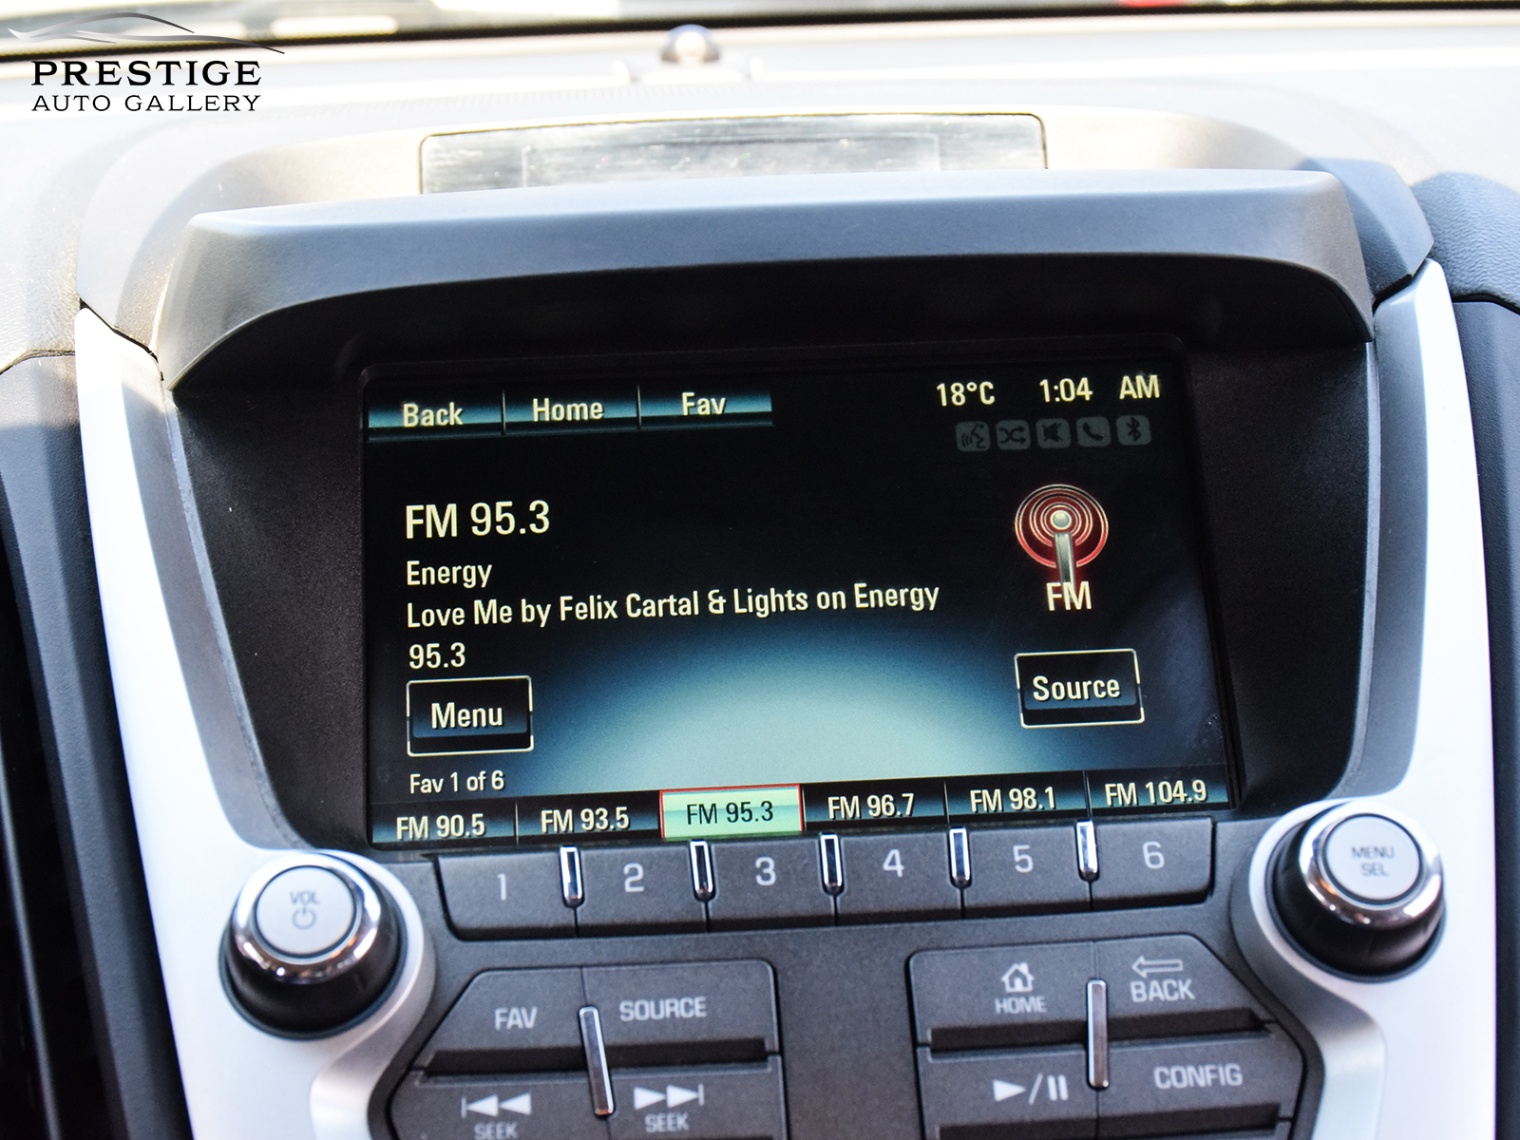 PRESTIGE
AUTO GALLERY
Back Home Fav 18°C 1:04 AM
FM 95.3
Energy
Love Me by Felix Cartal & Lights on Energy
95.3
FM
Menu
Source
Fav 1 of 6
FM 90.5 FM 93.5 FM 95.3 FM 96.7 FM 98.1 FM 104.9
1 2 3 4 5 6
VOL
MENU
SEL
FAV SOURCE
HOME BACK
SEEK SEEK
CONFIG